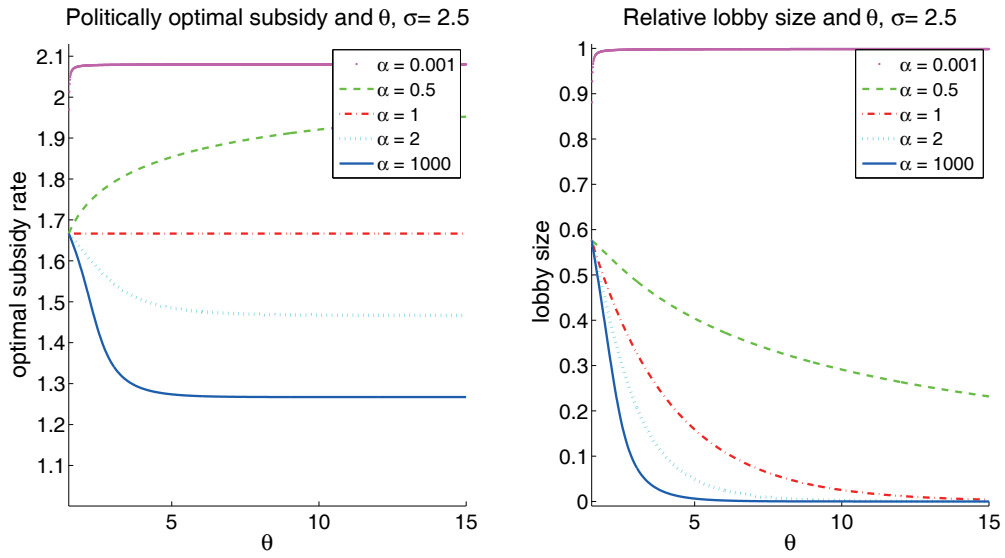 Politically optimal subsidy and θ, σ= 2.5
optimal subsidy rate
2.1
2
1.9
1.8
1.7
1.6
1.5
1.4
1.3
1.2
1.1
5
10
15
θ
α = 0.001
α = 0.5
α = 1
α = 2
α = 1000
Relative lobby size and θ, σ= 2.5
lobby size
1
0.9
0.8
0.7
0.6
0.5
0.4
0.3
0.2
0.1
0
5
10
15
θ
α = 0.001
α = 0.5
α = 1
α = 2
α = 1000